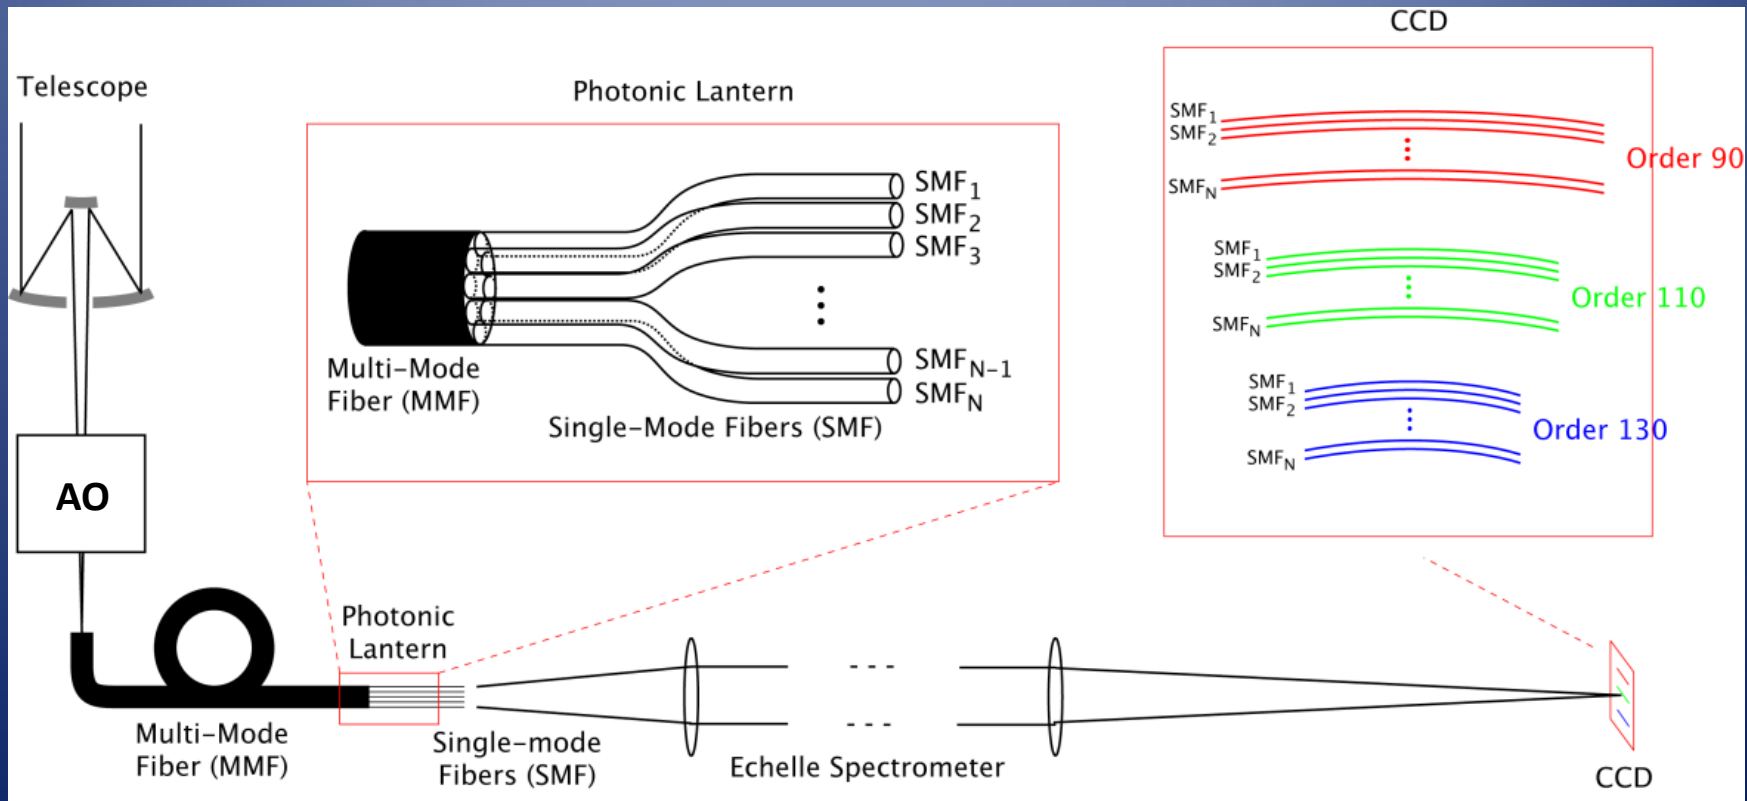 Telescope
AO
Multi-Mode
Fiber (MMF)
Photonic
Lantern
Single-mode
Fibers (SMF)
Echelle Spectrometer
CCD
Photonic Lantern
Multi-Mode
Fiber (MMF)
Single-Mode Fibers (SMF)
SMF1
SMF2
SMF3
SMFN-1
SMFN
CCD
SMF1
SMF2
SMFN
Order 90
SMF1
SMF2
SMFN
Order 110
SMF1
SMF2
SMFN
Order 130